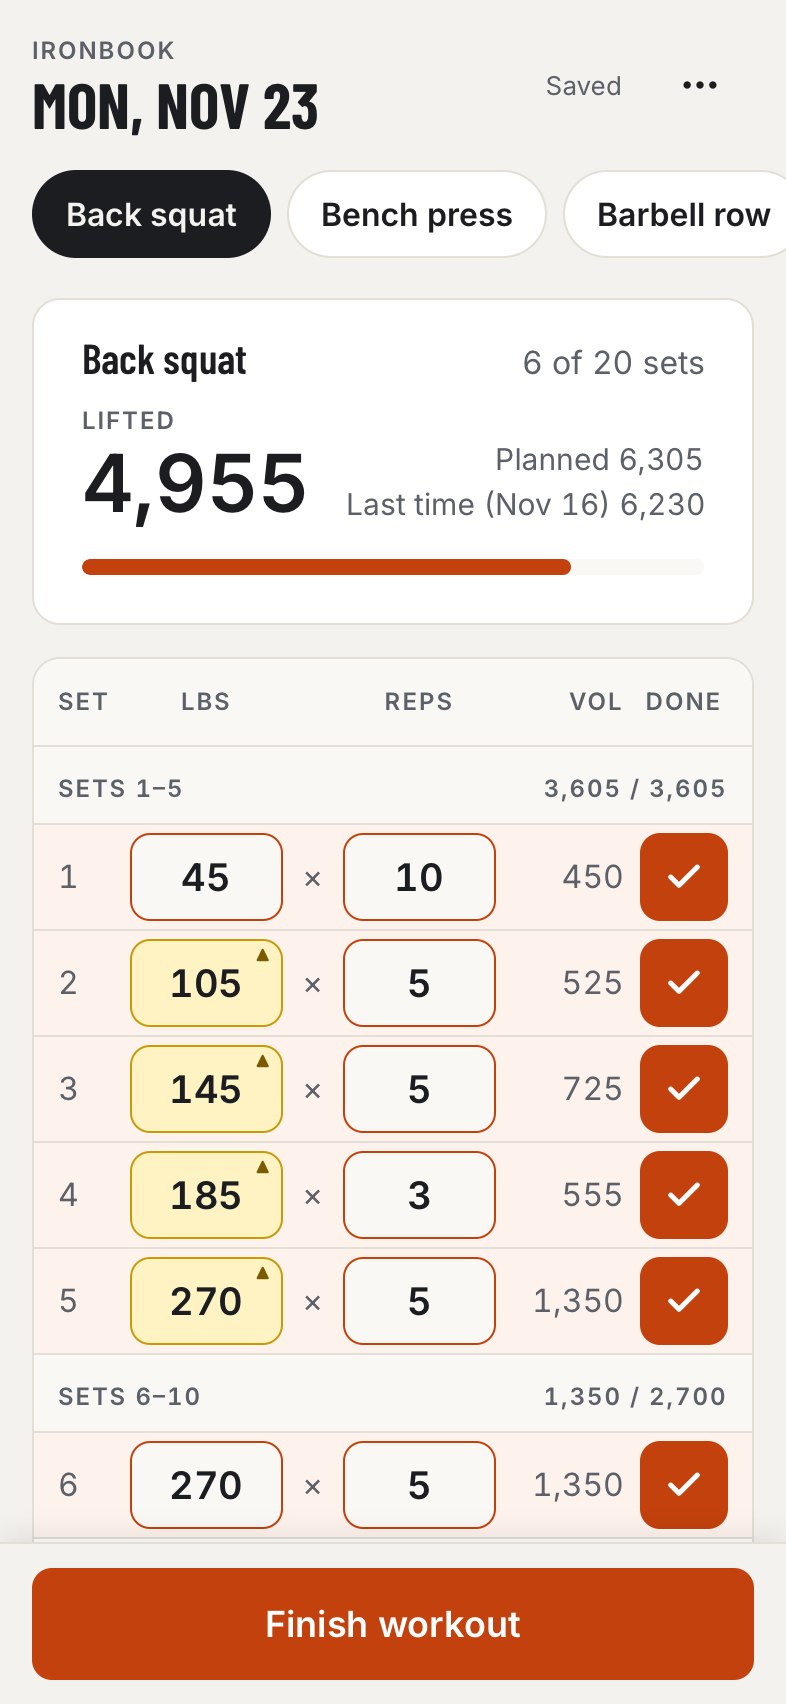 IRONBOOK
MON, NOV 23
Saved
Back squat
Bench press
Barbell row
Back squat
6 of 20 sets
LIFTED
4,955
Planned 6,305
Last time (Nov 16) 6,230
SET LBS REPS VOL DONE
SETS 1–5 3,605 / 3,605
1 45 × 10 450
2 105 × 5 525
3 145 × 5 725
4 185 × 3 555
5 270 × 5 1,350
SETS 6–10 1,350 / 2,700
6 270 × 5 1,350
Finish workout